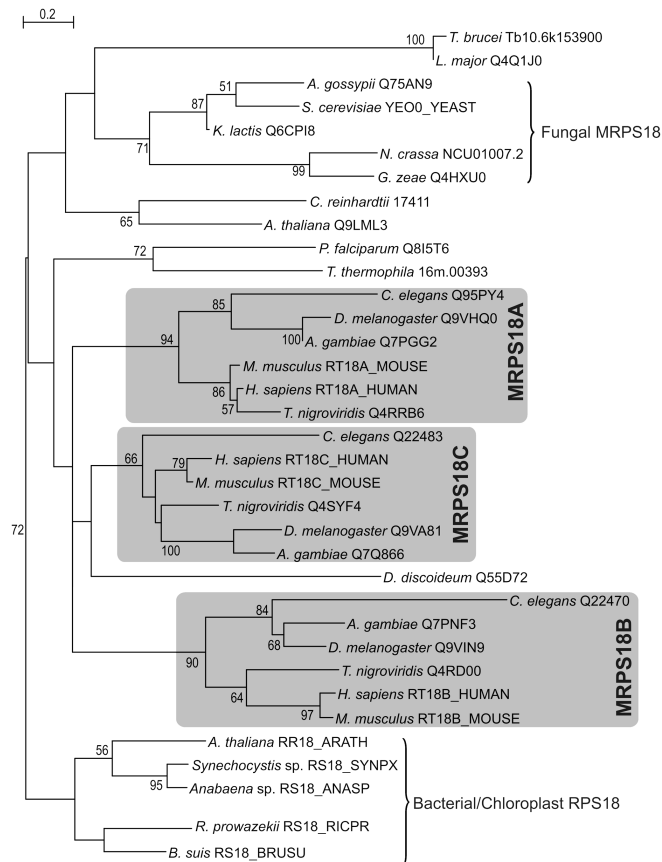 0.2
100 T. brucei Tb10.6k153900
L. major Q4Q1J0
51 A. gossypii Q75AN9
87 S. cerevisiae YEO0_YEAST
K. lactis Q6CPI8
Fungal MRPS18
71 N. crassa NCU01007.2
99 G. zeae Q4HXU0
C. reinhardtii 17411
65 A. thaliana Q9LML3
72 P. falciparum Q8I5T6
T. thermophila 16m.00393
85 C. elegans Q95PY4
D. melanogaster Q9VHQ0
94 100 A. gambiae Q7PGG2
M. musculus RT18A_MOUSE
86 H. sapiens RT18A_HUMAN
57 T. nigroviridis Q4RRB6
MRPS18A
66 C. elegans Q22483
79 H. sapiens RT18C_HUMAN
M. musculus RT18C_MOUSE
T. nigroviridis Q4SYF4
D. melanogaster Q9VA81
100 A. gambiae Q7Q866
MRPS18C
72
D. discoideum Q55D72
84 C. elegans Q22470
A. gambiae Q7PNF3
68 D. melanogaster Q9VIN9
90 T. nigroviridis Q4RD00
64 H. sapiens RT18B_HUMAN
97 M. musculus RT18B_MOUSE
MRPS18B
56 A. thaliana RR18_ARATH
Synechocystis sp. RS18_SYNPX
95 Anabaena sp. RS18_ANASP
Bacterial/Chloroplast RPS18
R. prowazekii RS18_RICPR
B. suis RS18_BRUSU